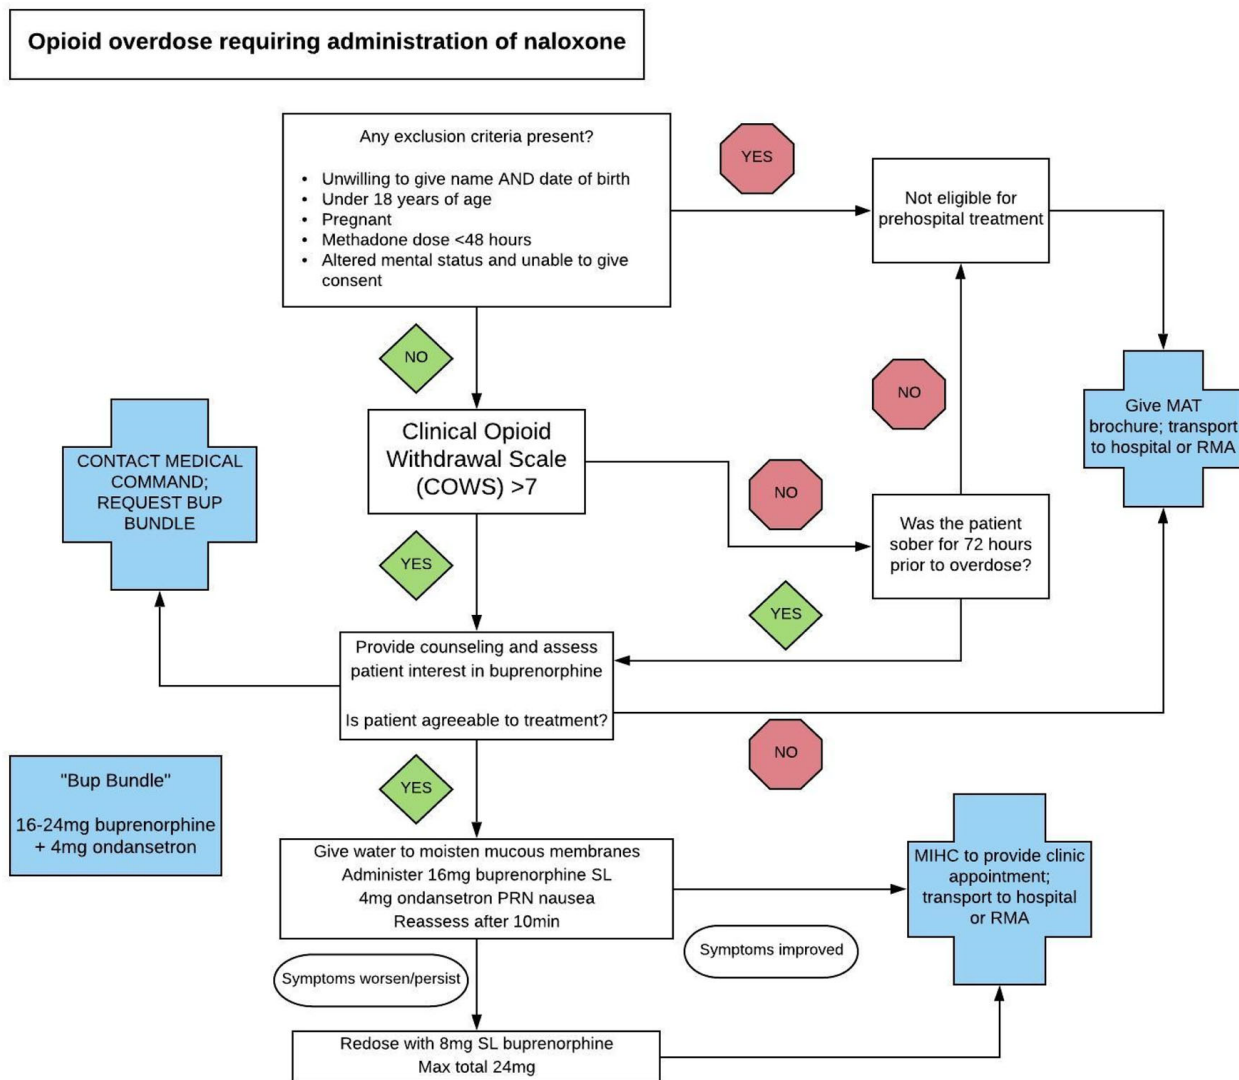 Opioid overdose requiring administration of naloxone
Any exclusion criteria present?
• Unwilling to give name AND date of birth
• Under 18 years of age
• Pregnant
• Methadone dose <48 hours
• Altered mental status and unable to give
consent
YES
Not eligible for
prehospital treatment
NO
NO
Give MAT
brochure; transport
to hospital or RMA
CONTACT MEDICAL
COMMAND;
REQUEST BUP
BUNDLE
Clinical Opioid
Withdrawal Scale
(COWS) >7
NO
Was the patient
sober for 72 hours
prior to overdose?
YES
YES
Provide counseling and assess
patient interest in buprenorphine
Is patient agreeable to treatment?
NO
YES
"Bup Bundle"
16-24mg buprenorphine
+ 4mg ondansetron
Give water to moisten mucous membranes
Administer 16mg buprenorphine SL
4mg ondansetron PRN nausea
Reassess after 10min
MIHC to provide clinic
appointment;
transport to hospital
or RMA
Symptoms improved
Symptoms worsen/persist
Redose with 8mg SL buprenorphine
Max total 24mg